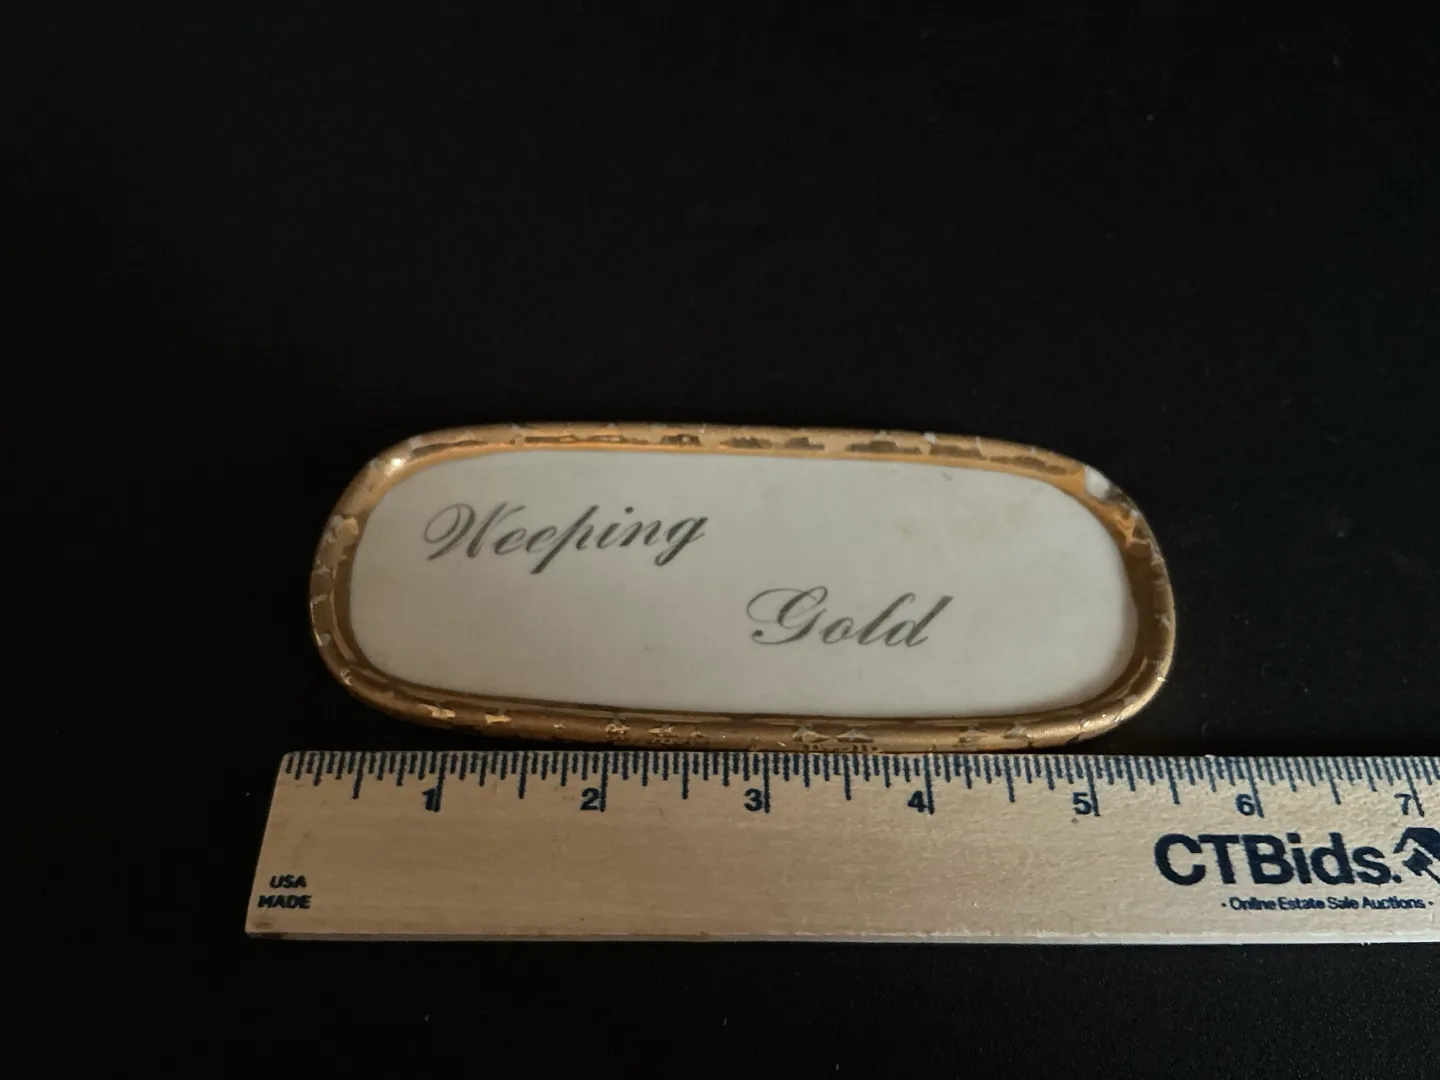 Weeping
Gold
1 2 3 4 5 6 7
CTBids.
· Online Estate Sale Auctions ·
USA
MADE